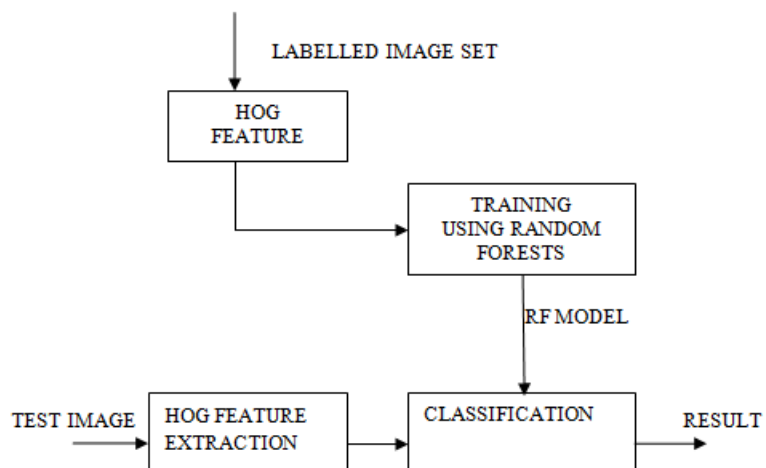 LABELLED IMAGE SET
HOG
FEATURE
TRAINING
USING RANDOM
FORESTS
RF MODEL
TEST IMAGE
HOG FEATURE
EXTRACTION
CLASSIFICATION
RESULT